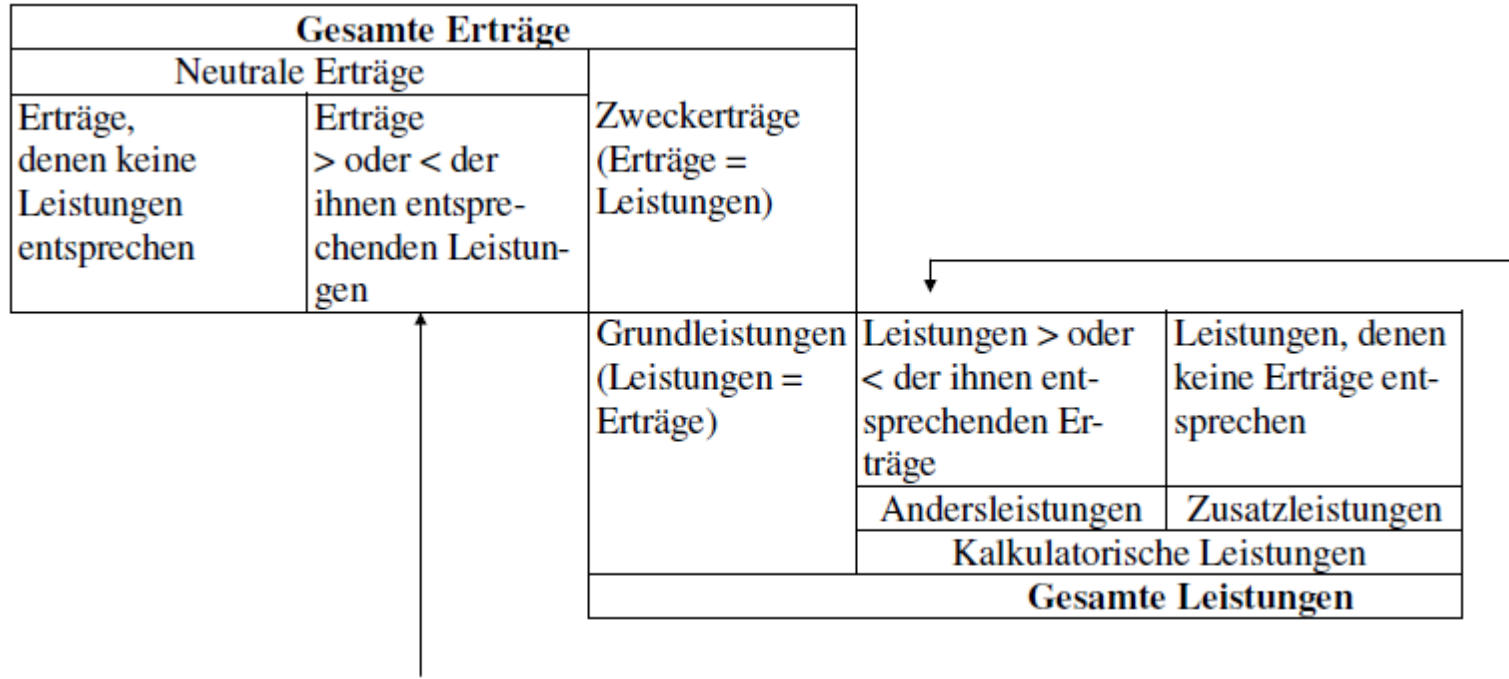 Gesamte Erträge
Neutrale Erträge
Erträge,
denen keine
Leistungen
entsprechen
Erträge
> oder < der
ihnen entspre-
chenden Leistun-
gen
Zweckerträge
(Erträge =
Leistungen)
Grundleistungen
(Leistungen =
Erträge)
Leistungen > oder
< der ihnen ent-
sprechenden Er-
träge
Leistungen, denen
keine Erträge ent-
sprechen
Andersleistungen
Zusatzleistungen
Kalkulatorische Leistungen
Gesamte Leistungen